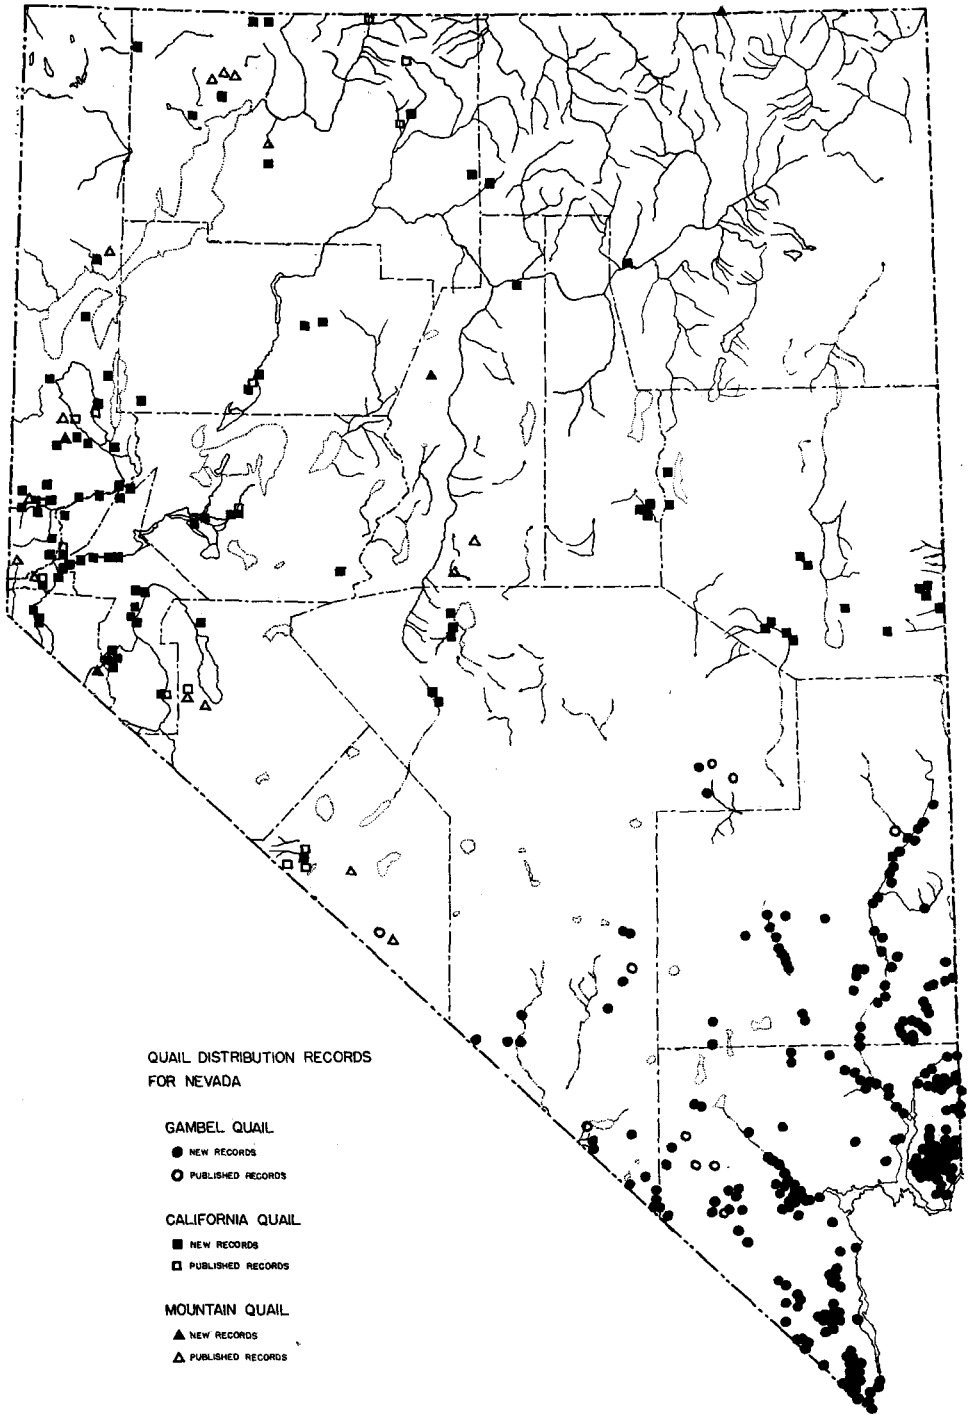 QUAIL DISTRIBUTION RECORDS
FOR NEVADA
GAMBEL QUAIL
NEW RECORDS
PUBLISHED RECORDS
CALIFORNIA QUAIL
NEW RECORDS
PUBLISHED RECORDS
MOUNTAIN QUAIL
NEW RECORDS
PUBLISHED RECORDS